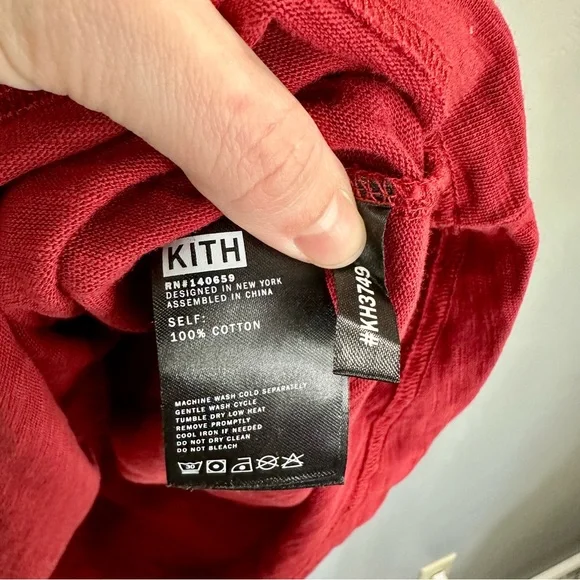 KITH
RN#140659
DESIGNED IN NEW YORK
ASSEMBLED IN CHINA
SELF:
100% COTTON
MACHINE WASH COLD SEPARATELY
GENTLE WASH CYCLE
TUMBLE DRY LOW HEAT
REMOVE PROMPTLY
COOL IRON IF NEEDED
DO NOT DRY CLEAN
DO NOT BLEACH
30
#KH3749